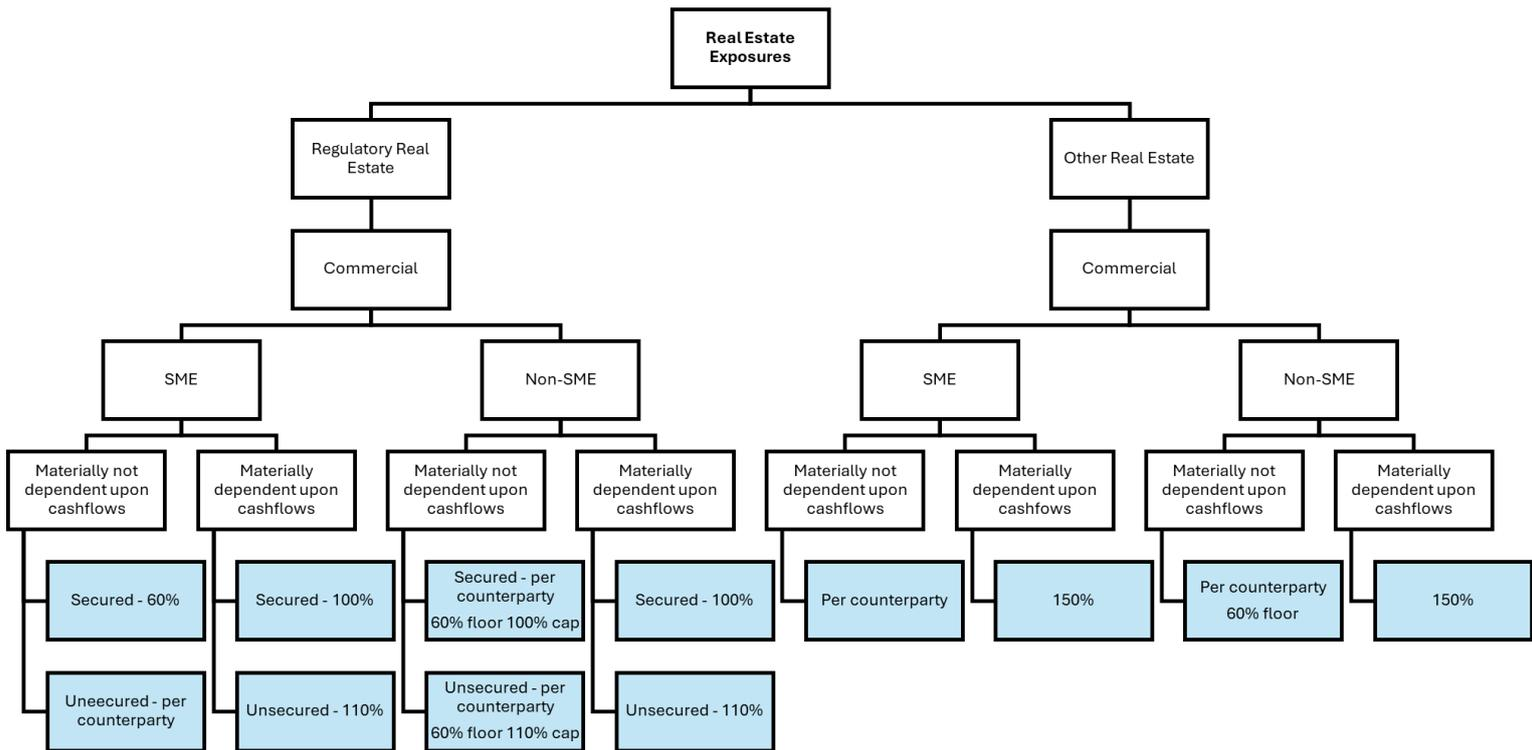 Real Estate
Exposures
Regulatory Real
Estate
Other Real Estate
Commercial
Commercial
SME
Non-SME
SME
Non-SME
Materially not
dependent upon
cashflows
Materially
dependent upon
cashflows
Materially not
dependent upon
cashflows
Materially
dependent upon
cashflows
Materially not
dependent upon
cashflows
Materially
dependent upon
cashfows
Materially not
dependent upon
cashflows
Materially
dependent upon
cashflows
Secured - 60%
Secured - 100%
Secured - per
counterparty
60% floor 100% cap
Secured - 100%
Per counterparty
150%
Per counterparty
60% floor
150%
Uneecured - per
counterparty
Unsecured - 110%
Unsecured - per
counterparty
60% floor 110% cap
Unsecured - 110%